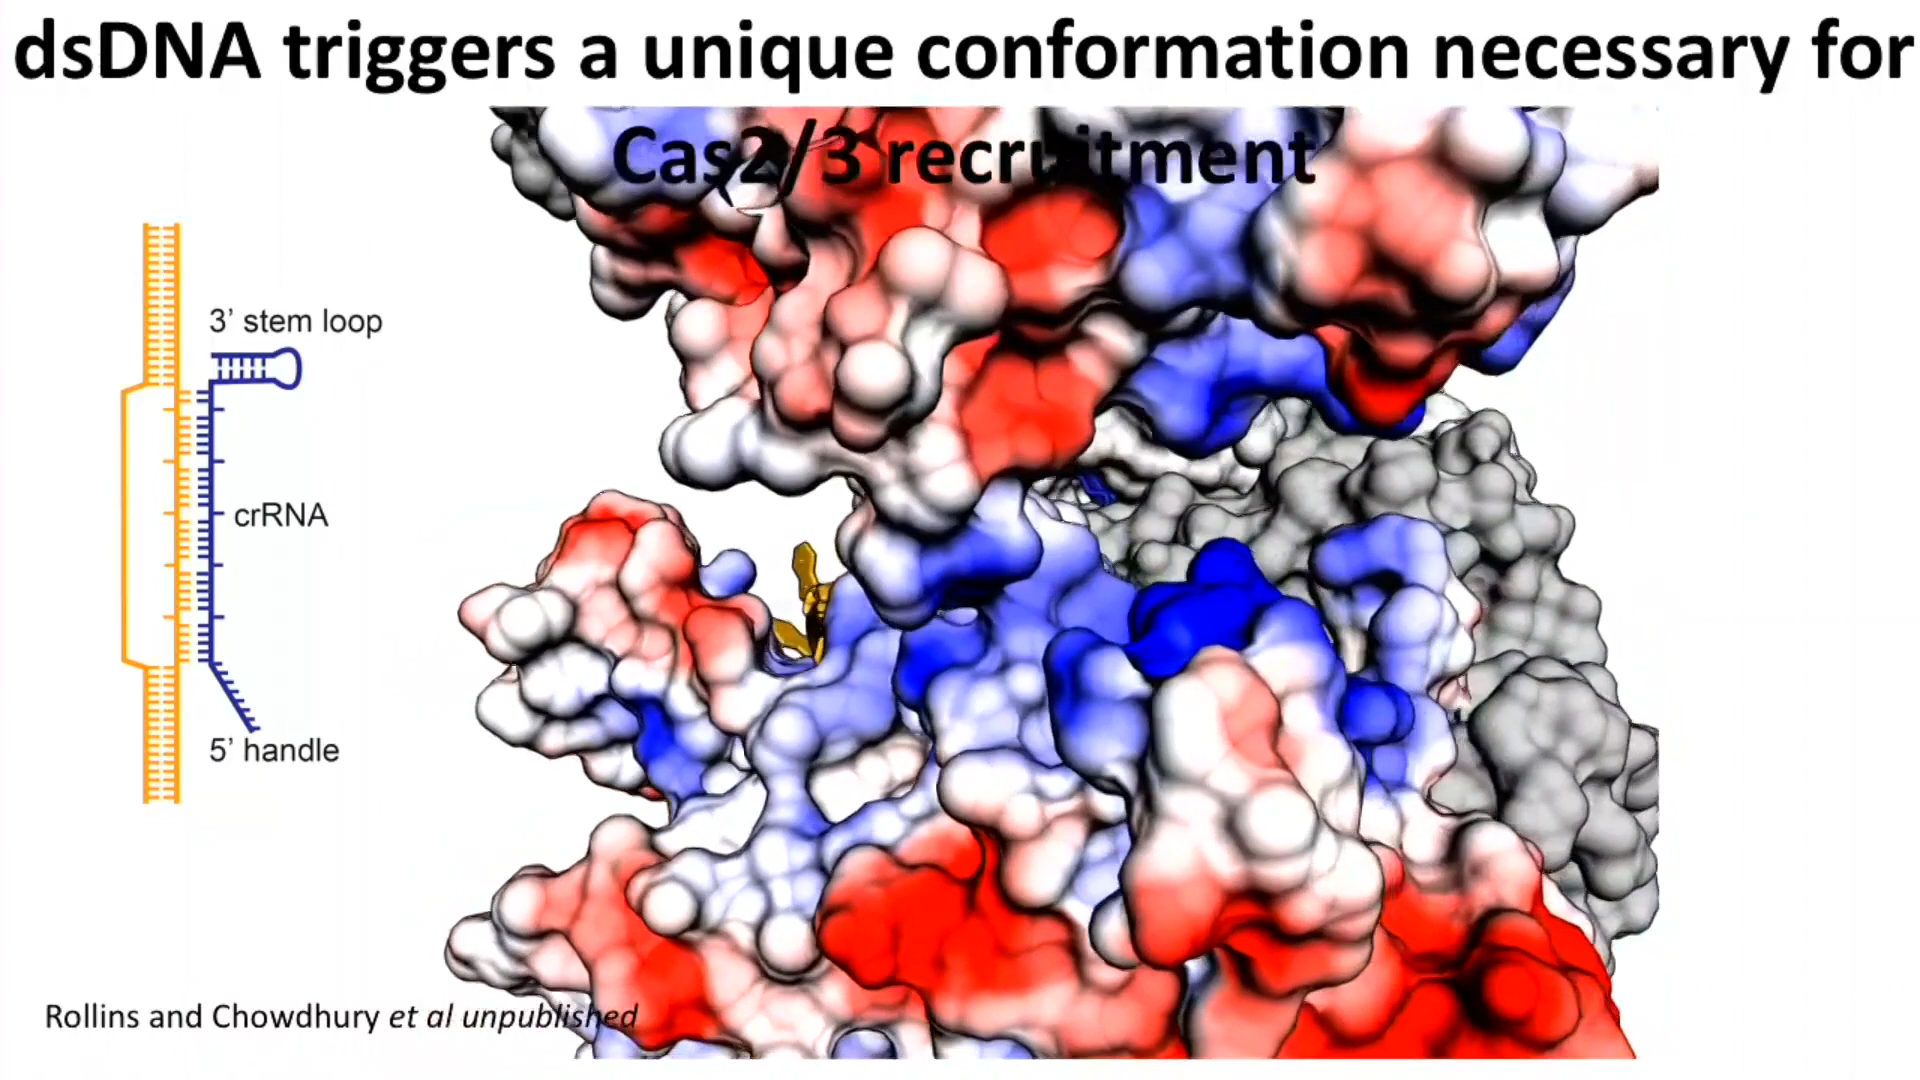 dsDNA triggers a unique conformation necessary for
Cas2/3 recruitment
3’ stem loop
crRNA
5’ handle
Rollins and Chowdhury et al unpublished